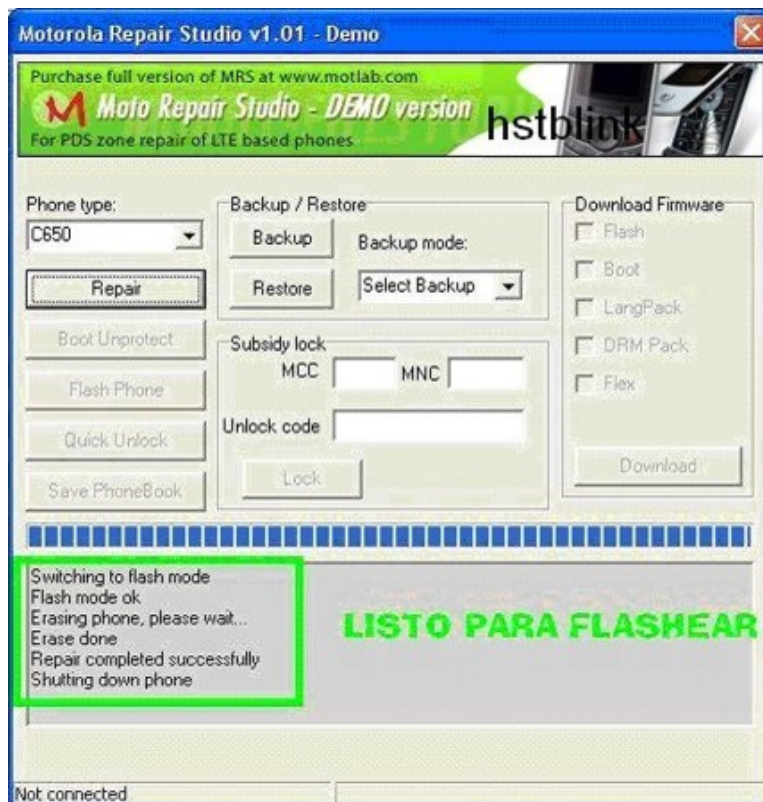 Motorola Repair Studio v1.01 - Demo
Purchase full version of MRS at www.motlab.com
Moto Repair Studio - DEMO version
For PDS zone repair of LTE based phones
hstblink
Phone type:
C650
Repair
Boot Unprotect
Flash Phone
Quick Unlock
Save PhoneBook
Backup / Restore
Backup
Backup mode:
Restore
Select Backup
Subsidy lock
MCC
MNC
Unlock code
Lock
Download Firmware
Flash
Boot
LangPack
DRM Pack
Flex
Download
Switching to flash mode
Flash mode ok
Erasing phone, please wait...
Erase done
Repair completed successfully
Shutting down phone
LISTO PARA FLASHEAR
Not connected